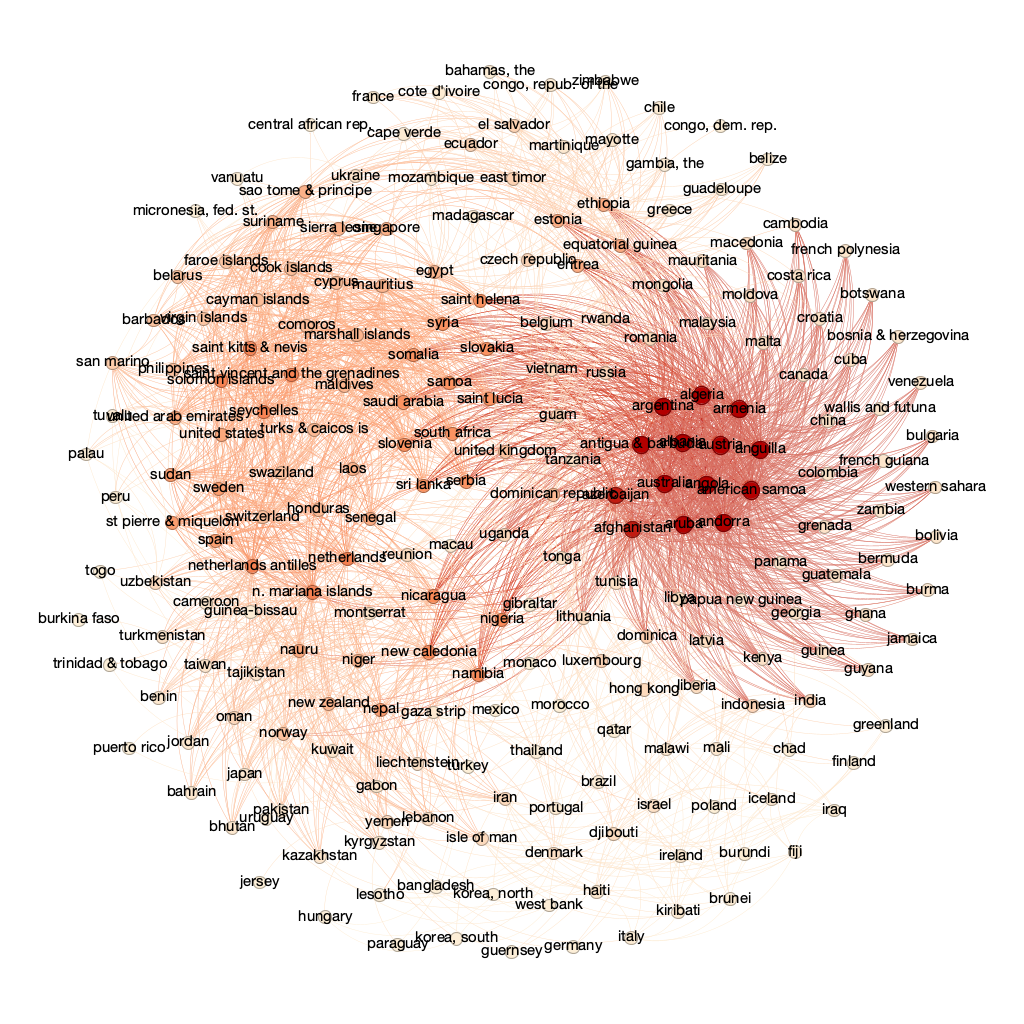 bahamas, the
zimbabwe
congo, repub. of the
cote d'ivoire
france
chile
central african rep.
el salvador
congo, dem. rep.
cape verde
mayotte
ecuador
martinique
belize
gambia, the
ukraine
mozambique
east timor
vanuatu
sao tome & principe
guadeloupe
ethiopia
micronesia, fed. st.
greece
madagascar
estonia
suriname
cambodia
sierra leone
singapore
equatorial guinea
macedonia
french polynesia
faroe islands
czech republic
mauritania
cook islands
eritrea
egypt
belarus
costa rica
cyprus
mauritius
mongolia
moldova
botswana
cayman islands
saint helena
virgin islands
barbados
croatia
comoros
syria
belgium
rwanda
malaysia
marshall islands
romania
bosnia & herzegovina
malta
saint kitts & nevis
slovakia
somalia
cuba
san marino
philippines
vietnam
saint vincent and the grenadines
russia
canada
solomon islands
maldives
samoa
venezuela
algeria
saint lucia
saudi arabia
argentina
armenia
wallis and futuna
seychelles
tuvalu
united arab emirates
guam
china
turks & caicos is
united states
south africa
bulgaria
antigua & barbuda
albania
austria
anguilla
slovenia
united kingdom
palau
tanzania
french guiana
laos
swaziland
colombia
sudan
serbia
sri lanka
australia
angola
american samoa
western sahara
sweden
dominican republic
azerbaijan
peru
honduras
zambia
switzerland
senegal
st pierre & miquelon
afghanistan
aruba
andorra
grenada
uganda
bolivia
spain
macau
reunion
tonga
netherlands
panama
bermuda
netherlands antilles
togo
guatemala
uzbekistan
tunisia
n. mariana islands
burma
nicaragua
libya
papua new guinea
cameroon
gibraltar
guinea-bissau
montserrat
georgia
ghana
burkina faso
nigeria
lithuania
turkmenistan
dominica
latvia
jamaica
nauru
new caledonia
guinea
kenya
niger
monaco
luxembourg
trinidad & tobago
taiwan
tajikistan
namibia
guyana
hong kong
liberia
benin
new zealand
nepal
gaza strip
mexico
morocco
indonesia
india
oman
greenland
norway
qatar
puerto rico
jordan
kuwait
thailand
malawi
mali
chad
liechtenstein
turkey
finland
japan
brazil
gabon
bahrain
iran
portugal
israel
poland
iceland
pakistan
iraq
uruguay
bhutan
yemen
lebanon
djibouti
isle of man
kyrgyzstan
denmark
kazakhstan
ireland
burundi
fiji
jersey
bangladesh
lesotho
korea, north
haiti
west bank
brunei
hungary
kiribati
korea, south
italy
paraguay
guernsey
germany